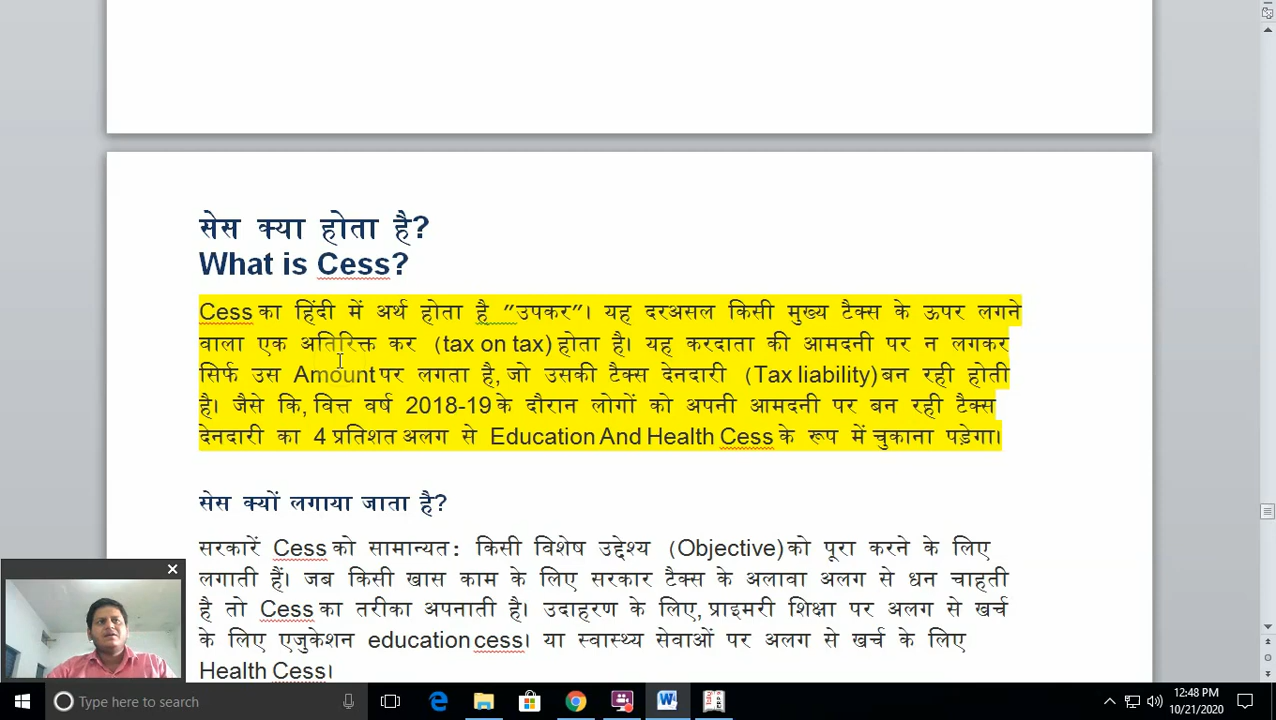 सेस क्या होता है?
What is Cess?
Cess का हिंदी में अर्थ होता है ”उपकर”। यह दरअसल किसी मुख्य टैक्स के ऊपर लगने
वाला एक अतिरिक्त कर (tax on tax) होता है। यह करदाता की आमदनी पर न लगकर
सिर्फ उस Amount पर लगता है, जो उसकी टैक्स देनदारी (Tax liability) बन रही होती
है। जैसे कि, वित्त वर्ष 2018-19 के दौरान लोगों को अपनी आमदनी पर बन रही टैक्स
देनदारी का 4 प्रतिशत अलग से Education And Health Cess के रूप में चुकाना पड़ेगा।
सेस क्यों लगाया जाता है?
सरकारें Cess को सामान्यत: किसी विशेष उद्देश्य (Objective) को पूरा करने के लिए
लगाती हैं। जब किसी खास काम के लिए सरकार टैक्स के अलावा अलग से धन चाहती
है तो Cess का तरीका अपनाती है। उदाहरण के लिए, प्राइमरी शिक्षा पर अलग से खर्च
के लिए एजुकेशन education cess। या स्वास्थ्य सेवाओं पर अलग से खर्च के लिए
Health Cess।
Type here to search
12:48 PM
10/21/2020